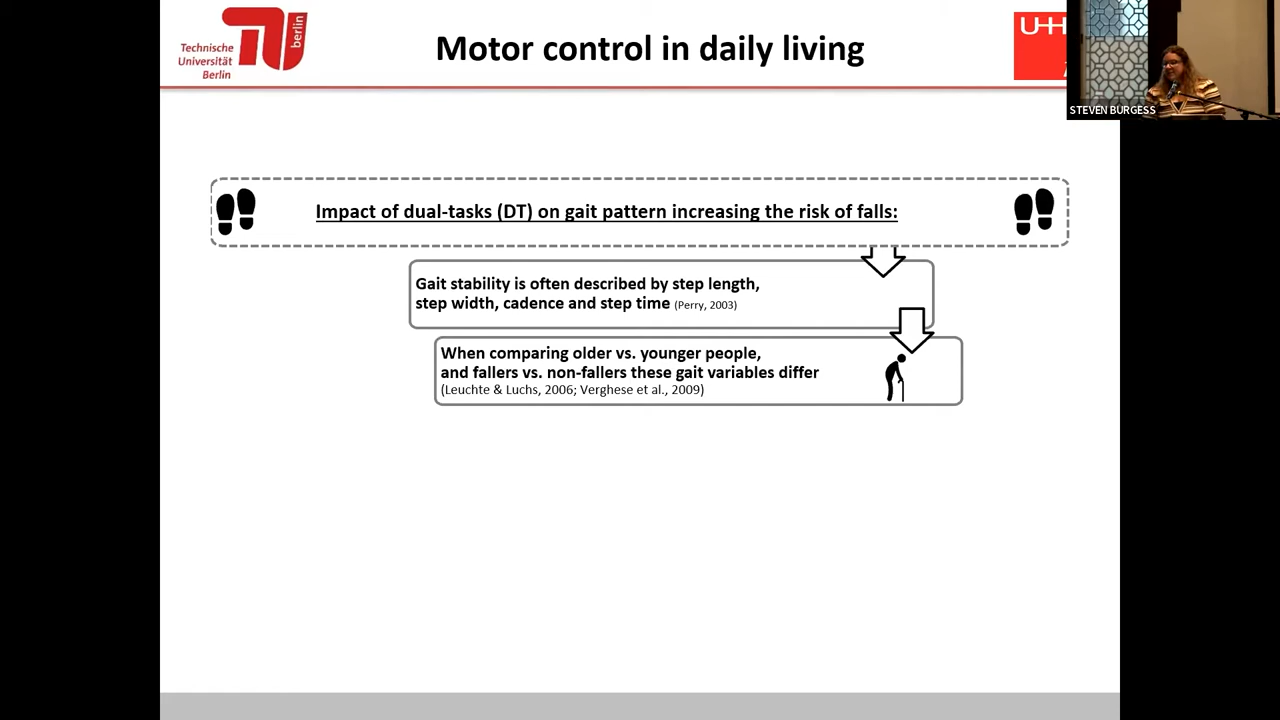 Technische
Universität
Berlin
berlin
Motor control in daily living
STEVEN BURGESS
Impact of dual-tasks (DT) on gait pattern increasing the risk of falls:
Gait stability is often described by step length,
step width, cadence and step time (Perry, 2003)
When comparing older vs. younger people,
and fallers vs. non-fallers these gait variables differ
(Leuchte & Luchs, 2006; Verghese et al., 2009)